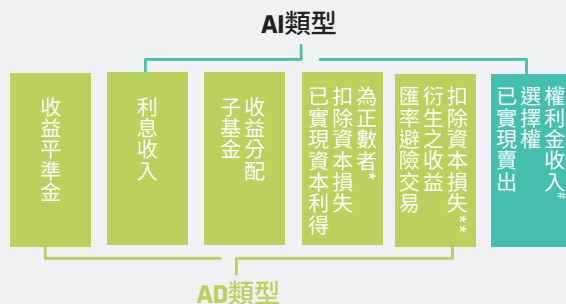 AI類型
收益平準金
利息收入
子基金
收益分配
已實現資本利得
扣除資本損失
為正數者*
匯率避險交易
衍生之收益
扣除資本損失**
已實現賣出
選擇權
權利金收入#
AD類型